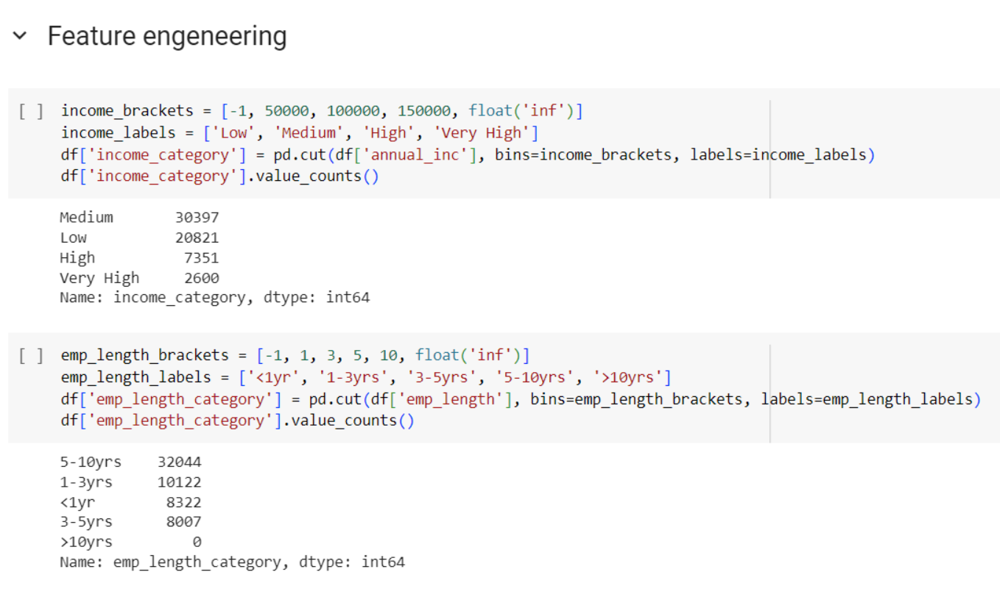 Feature engeneering
[ ] income_brackets = [-1, 50000, 100000, 150000, float('inf')]
income_labels = ['Low', 'Medium', 'High', 'Very High']
df['income_category'] = pd.cut(df['annual_inc'], bins=income_brackets, labels=income_labels)
df['income_category'].value_counts()
Medium 30397
Low 20821
High 7351
Very High 2600
Name: income_category, dtype: int64
[ ] emp_length_brackets = [-1, 1, 3, 5, 10, float('inf')]
emp_length_labels = ['<1yr', '1-3yrs', '3-5yrs', '5-10yrs', '>10yrs']
df['emp_length_category'] = pd.cut(df['emp_length'], bins=emp_length_brackets, labels=emp_length_labels)
df['emp_length_category'].value_counts()
5-10yrs 32044
1-3yrs 10122
<1yr 8322
3-5yrs 8007
>10yrs 0
Name: emp_length_category, dtype: int64